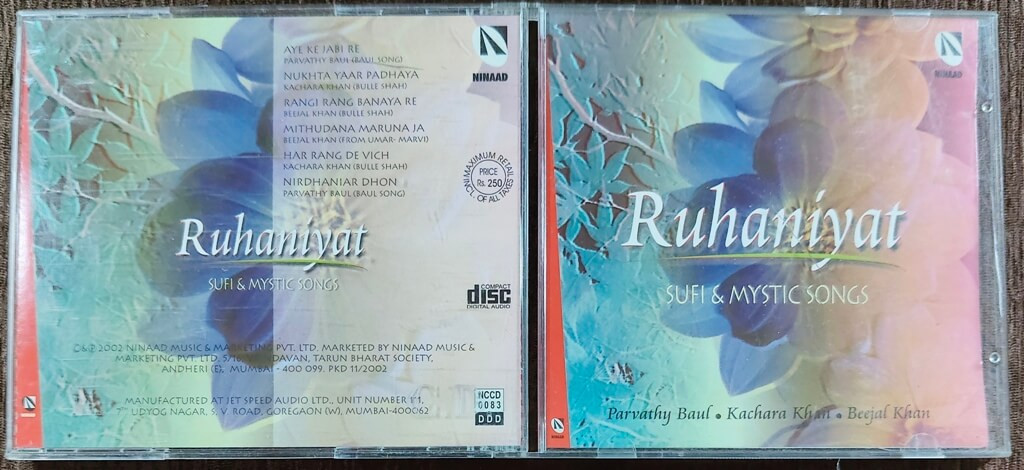 AYE KE JABI RE
PARVATHY BAUL (BAUL SONG)
NUKHTA YAAR PADHAYA
KACHARA KHAN (BULLE SHAH)
RANGI RANG BANAYA RE
BEEJAL KHAN (BULLE SHAH)
MITHUDANA MARUNA JA
BEEJAL KHAN (FROM UMAR- MARVI)
HAR RANG DE VICH
KACHARA KHAN (BULLE SHAH)
NIRDHANIAR DHON
PARVATHY BAUL (BAUL SONG)
NINAAD
MAXIMUM RETAIL
PRICE
Rs. 250
INCL. OF ALL TAXES
Ruhaniyat
SUFI & MYSTIC SONGS
COMPACT
disc
DIGITAL AUDIO
©&℗ 2002 NINAAD MUSIC & MARKETING PVT. LTD. MARKETED BY NINAAD MUSIC &
MARKETING PVT. LTD. TARUN BHARAT SOCIETY,
ANDHERI (E), MUMBAI - 400 099. PKD 11/2002
MANUFACTURED AT JET SPEED AUDIO LTD., UNIT NUMBER
UDYOG NAGAR, S. V. ROAD, GOREGAON (W), MUMBAI-400062
NCCD
0083
DDD
NINAAD
Ruhaniyat
SUFI & MYSTIC SONGS
Parvathy Baul • Kachara Khan • Beejal Khan